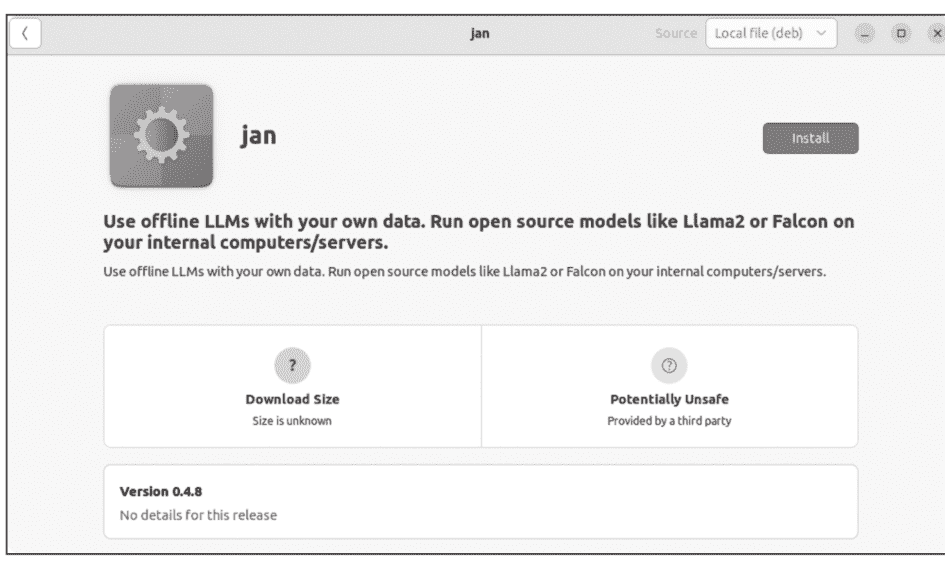 jan
Source Local file (deb)
jan
Install
Use offline LLMs with your own data. Run open source models like Llama2 or Falcon on
your internal computers/servers.
Use offline LLMs with your own data. Run open source models like Llama2 or Falcon on your internal computers/servers.
?
?
Download Size
Potentially Unsafe
Size is unknown
Provided by a third party
Version 0.4.8
No details for this release